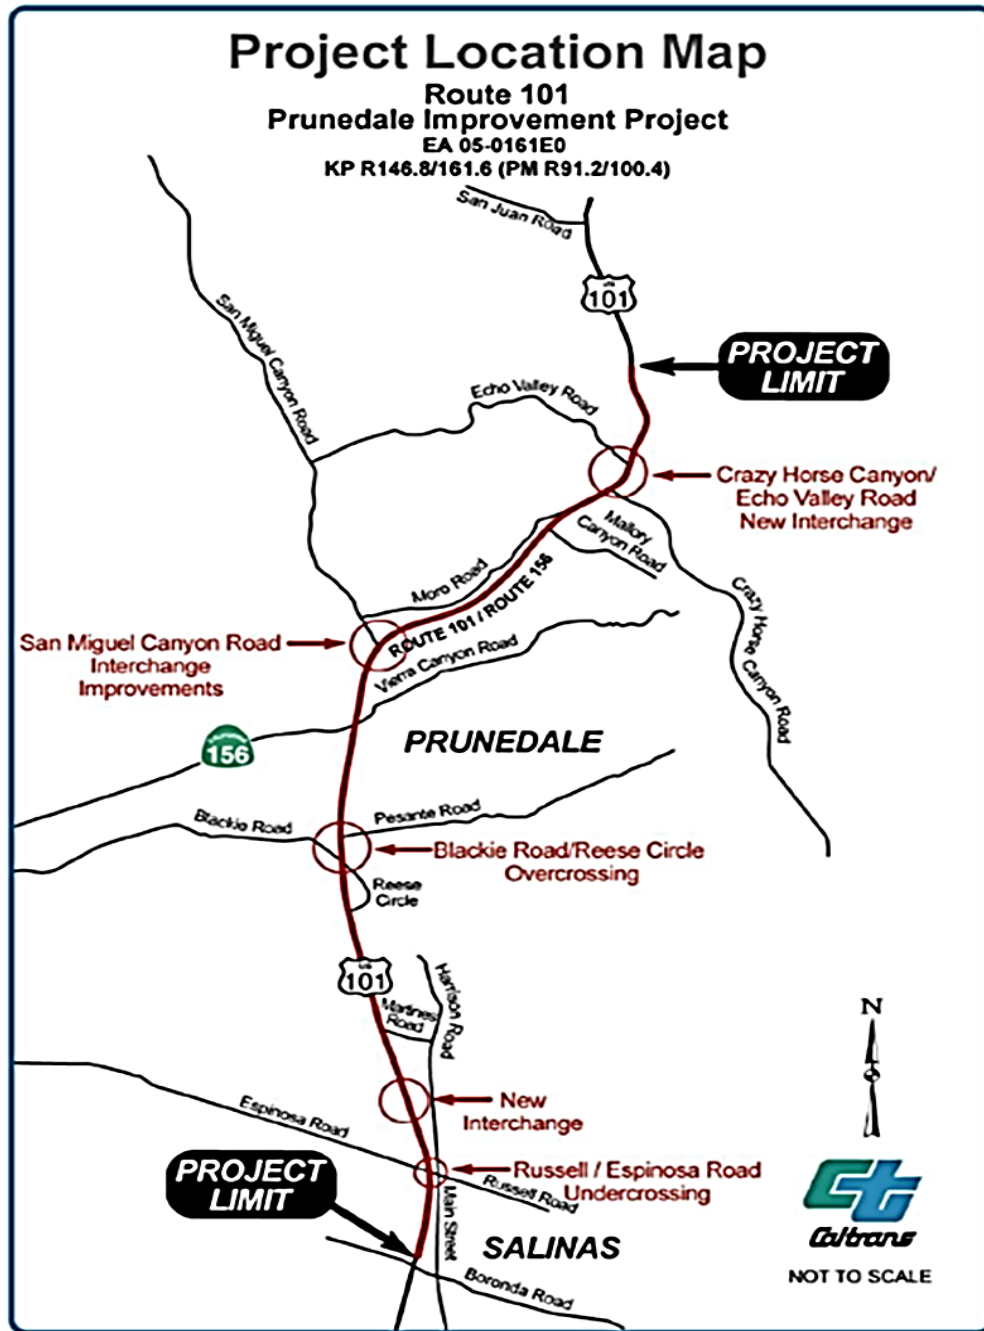 Project Location Map
Route 101
Prunedale Improvement Project
EA 05-0161E0
KP R146.8/161.6 (PM R91.2/100.4)
San Juan Road
US
101
San Miguel Canyon Road
PROJECT
LIMIT
Echo Valley Road
Crazy Horse Canyon/
Echo Valley Road
New Interchange
Mallory
Canyon Road
Moro Road
ROUTE 101 / ROUTE 156
Crazy Horse Canyon Road
San Miguel Canyon Road
Interchange
Improvements
Vierra Canyon Road
CALIFORNIA
156
PRUNEDALE
Blackie Road
Pesante Road
Blackie Road/Reese Circle
Overcrossing
Reese
Circle
US
101
Harrison Road
Martines
Road
N
New
Interchange
Espinosa Road
PROJECT
LIMIT
Russell / Espinosa Road
Undercrossing
Russell Road
Main Street
SALINAS
Boronda Road
Ct
Caltrans
NOT TO SCALE